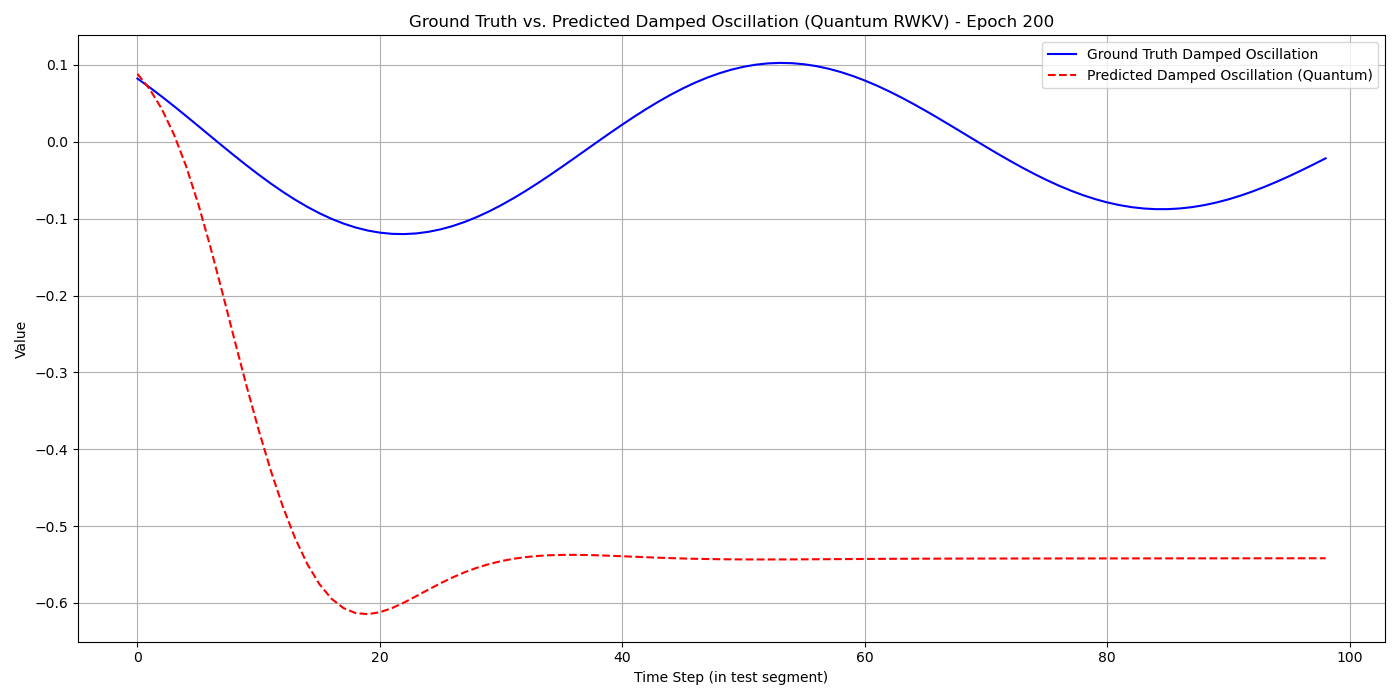 Ground Truth vs. Predicted Damped Oscillation (Quantum RWKV) - Epoch 200
Ground Truth Damped Oscillation
Predicted Damped Oscillation (Quantum)
Value
0.1
0.0
−0.1
−0.2
−0.3
−0.4
−0.5
−0.6
0 20 40 60 80 100
Time Step (in test segment)